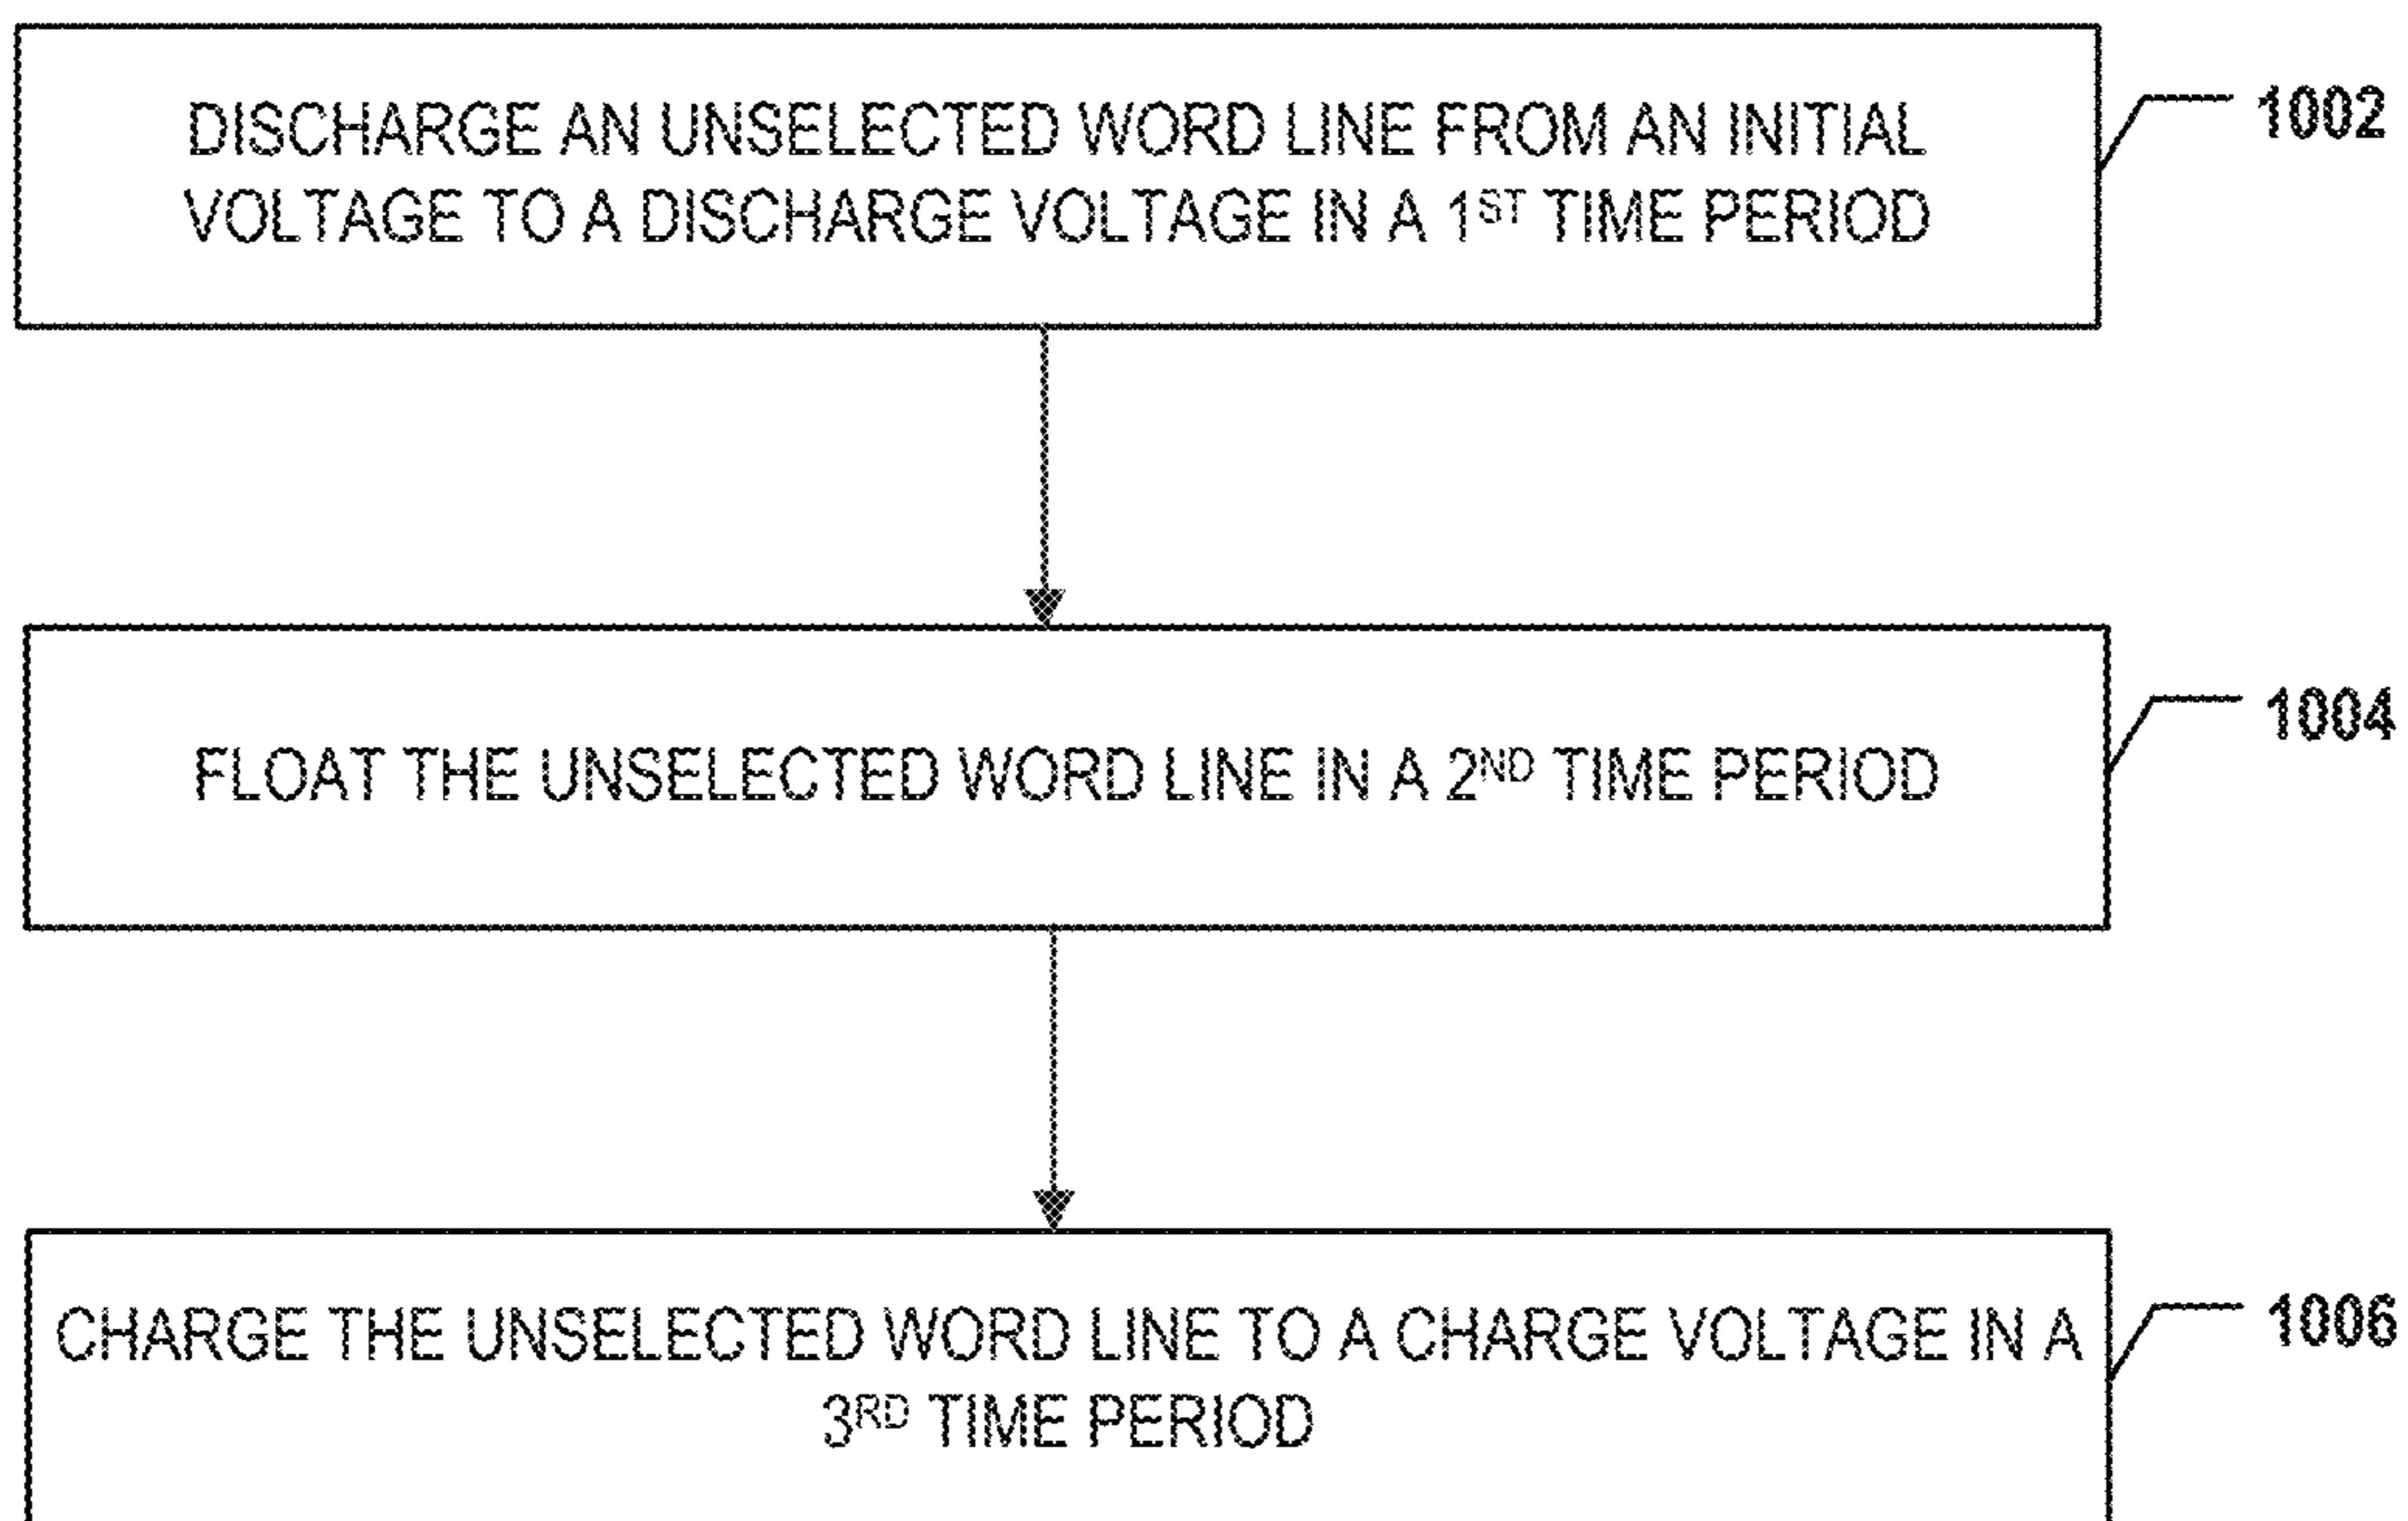 DISCHARGE AN UNSELECTED WORD LINE FROM AN INITIAL
VOLTAGE TO A DISCHARGE VOLTAGE IN A 1ST TIME PERIOD
1002
FLOAT THE UNSELECTED WORD LINE IN A 2ND TIME PERIOD
1004
CHARGE THE UNSELECTED WORD LINE TO A CHARGE VOLTAGE IN A
3RD TIME PERIOD
1006